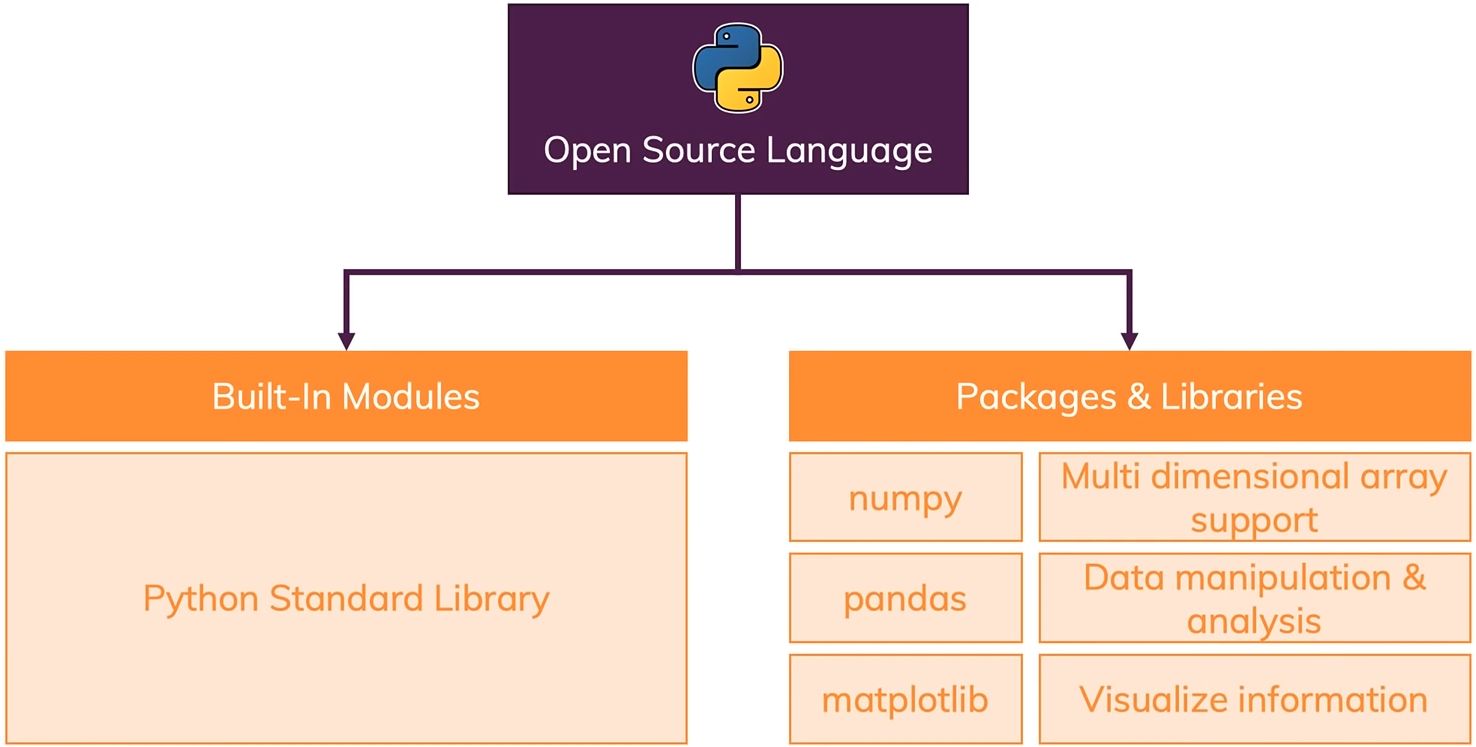 Open Source Language
Built-In Modules
Python Standard Library
Packages & Libraries
numpy
Multi dimensional array
support
pandas
Data manipulation &
analysis
matplotlib
Visualize information